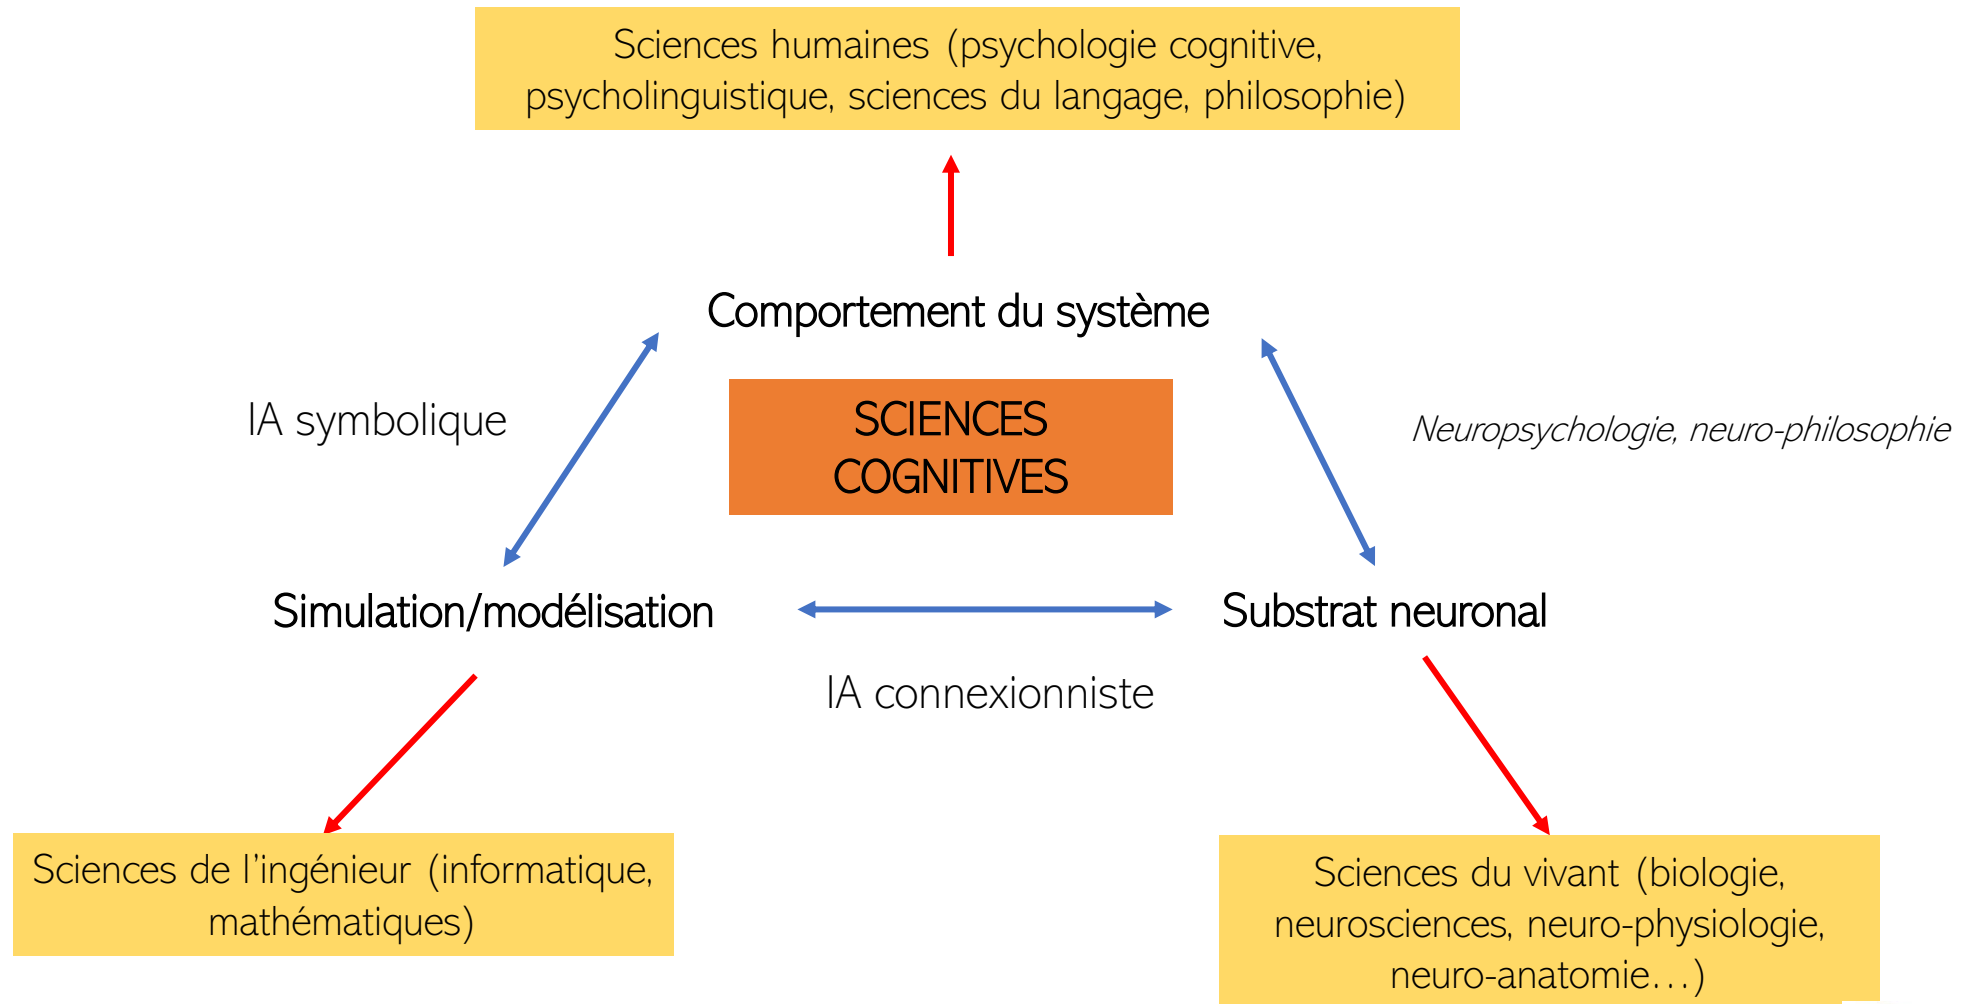 Sciences humaines (psychologie cognitive,
psycholinguistique, sciences du langage, philosophie)
Comportement du système
IA symbolique
SCIENCES
COGNITIVES
Neuropsychologie, neuro-philosophie
Simulation/modélisation
Substrat neuronal
IA connexionniste
Sciences de l’ingénieur (informatique,
mathématiques)
Sciences du vivant (biologie,
neurosciences, neuro-physiologie,
neuro-anatomie…)